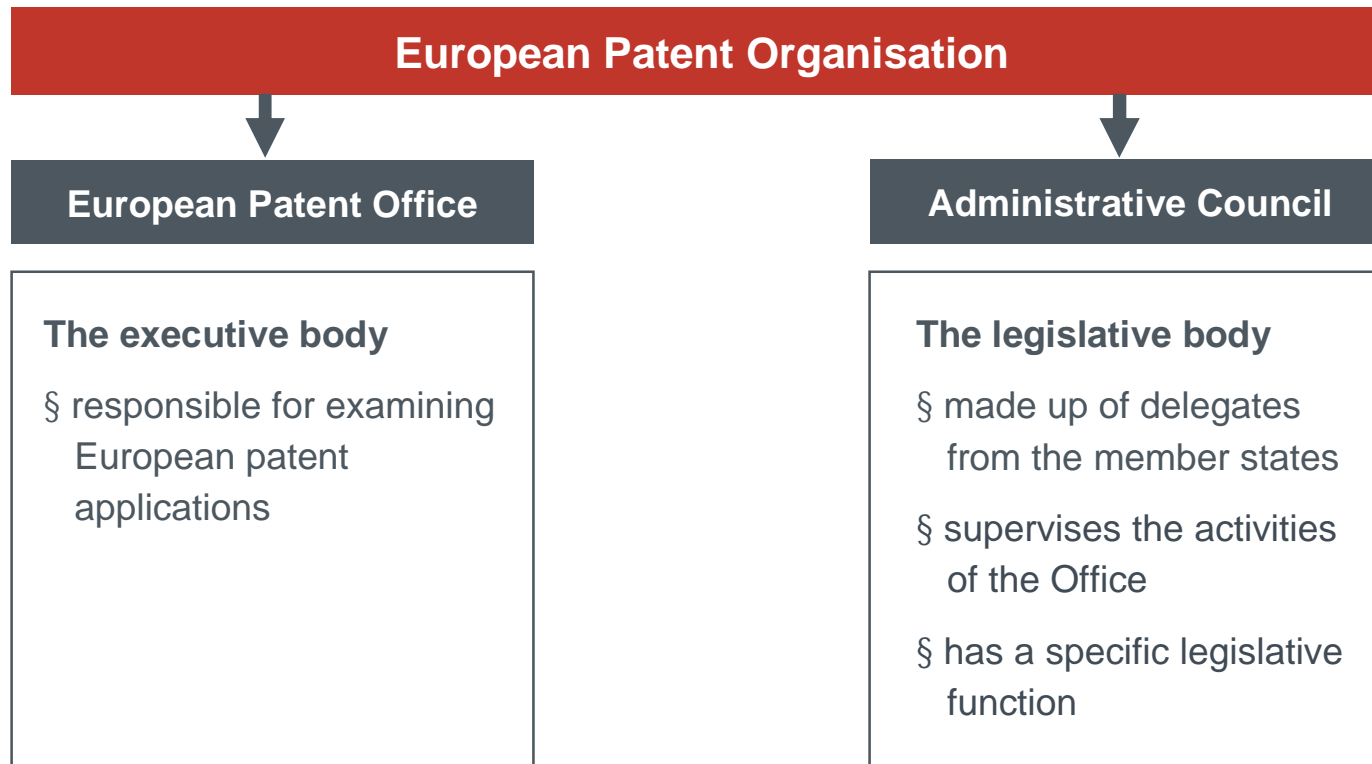 European Patent Organisation
European Patent Office
The executive body
§ responsible for examining
European patent
applications
Administrative Council
The legislative body
§ made up of delegates
from the member states
§ supervises the activities
of the Office
§ has a specific legislative
function